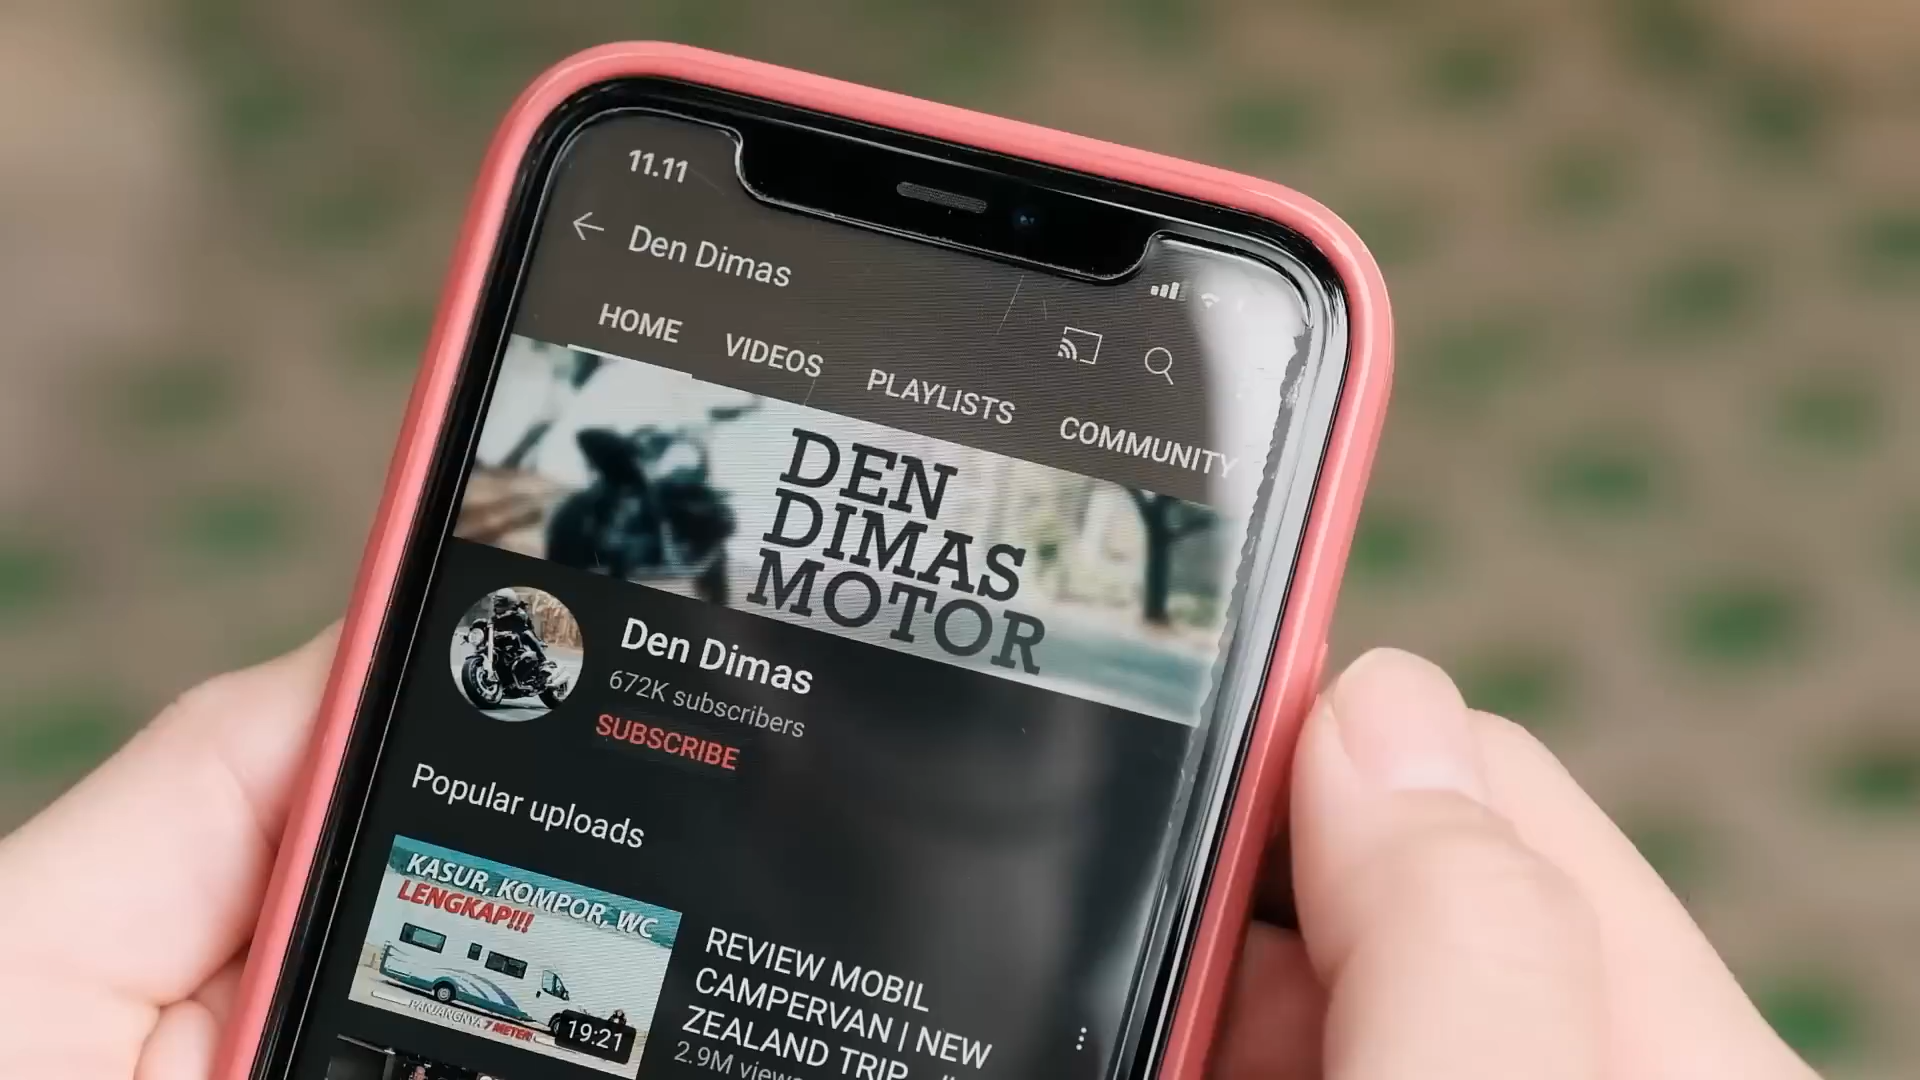 11.11
Den Dimas
HOME VIDEOS PLAYLISTS COMMUNITY
DEN
DIMAS
MOTOR
Den Dimas
672K subscribers
SUBSCRIBE
Popular uploads
KASUR, KOMPOR, WC
LENGKAP!!!
PANJANGNYA 7 METER!
19:21
REVIEW MOBIL
CAMPERVAN | NEW
ZEALAND TRIP
2.9M views